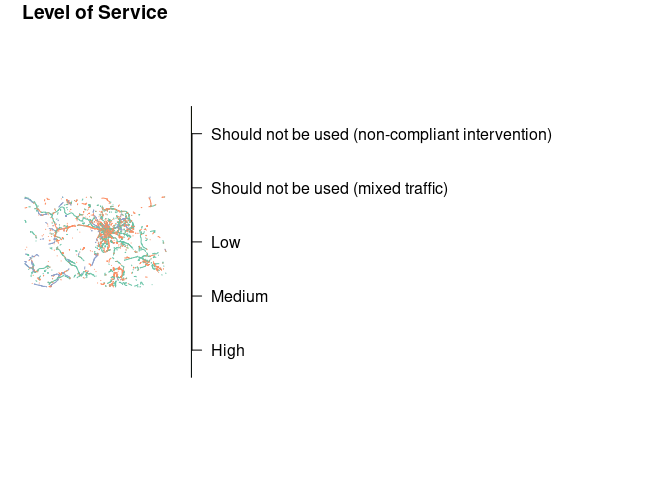 Level of Service
Should not be used (non-compliant intervention)
Should not be used (mixed traffic)
Low
Medium
High